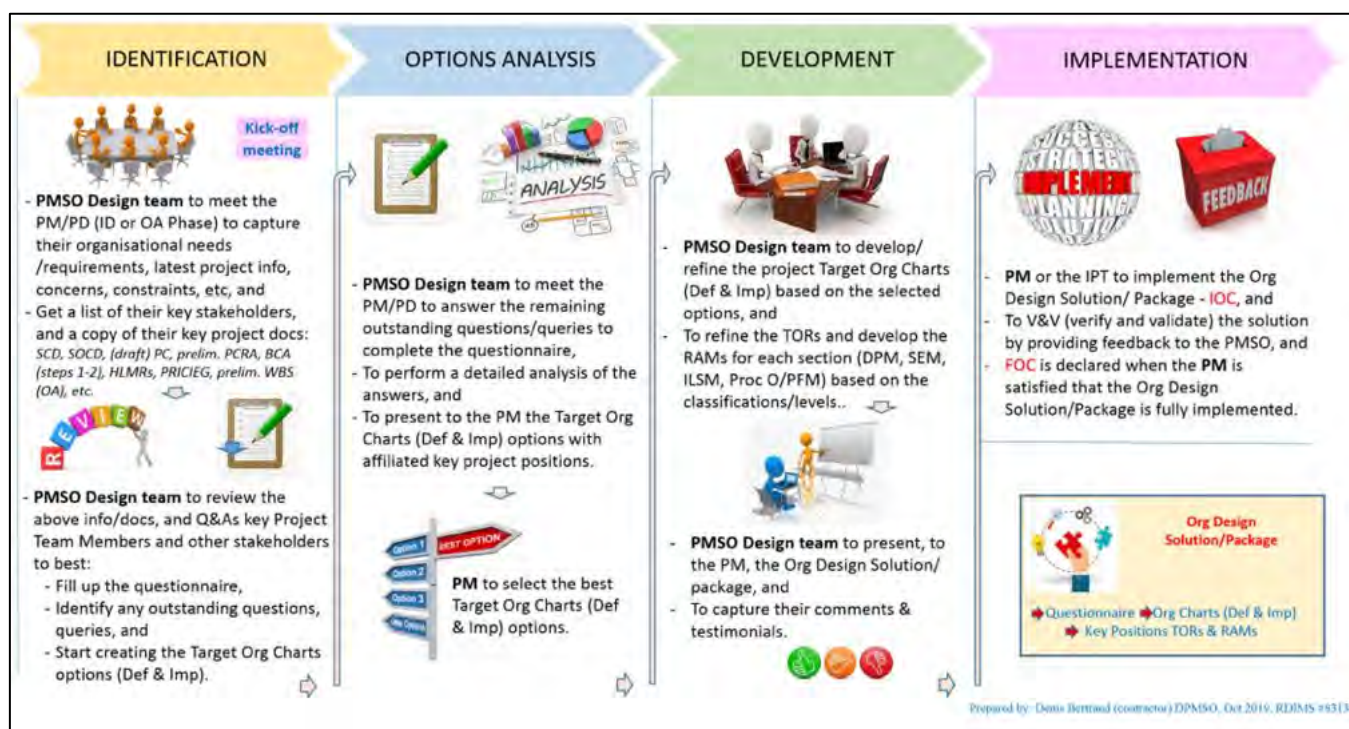 IDENTIFICATION
Kick-off
meeting
- PMSO Design team to meet the
PM/PD (ID or OA Phase) to capture
their organisational needs
/requirements, latest project info,
concerns, constraints, etc, and
- Get a list of their key stakeholders,
and a copy of their key project docs:
SCD, SOCD, (draft) PC, prelim. PCRA, BCA
(steps 1-2), HLMRs, PRICIEG, prelim. WBS
(OA), etc.
REVIEW
- PMSO Design team to review the
above info/docs, and Q&As key Project
Team Members and other stakeholders
to best:
- Fill up the questionnaire,
- Identify any outstanding questions,
queries, and
- Start creating the Target Org Charts
options (Def & Imp).
OPTIONS ANALYSIS
ANALYSIS
- PMSO Design team to meet the
PM/PD to answer the remaining
outstanding questions/queries to
complete the questionnaire,
- To perform a detailed analysis of the
answers, and
- To present to the PM the Target Org
Charts (Def & Imp) options with
affiliated key project positions.
Option 1
BEST OPTION
Option 2
Option 3
- PM to select the best
Target Org Charts (Def
& Imp) options.
DEVELOPMENT
- PMSO Design team to develop/
refine the project Target Org Charts
(Def & Imp) based on the selected
options, and
- To refine the TORs and develop the
RAMs for each section (DPM, SEM,
ILSM, Proc O/PFM) based on the
classifications/levels..
- PMSO Design team to present, to
the PM, the Org Design Solution/
package, and
- To capture their comments &
testimonials.
IMPLEMENTATION
SUCCESS
STRATEGY
IMPLEMENT
PLANNING
SOLUTION
FEEDBACK
- PM or the IPT to implement the Org
Design Solution/ Package - IOC, and
- To V&V (verify and validate) the solution
by providing feedback to the PMSO, and
- FOC is declared when the PM is
satisfied that the Org Design
Solution/Package is fully implemented.
Org Design
Solution/Package
Questionnaire Org Charts (Def & Imp)
Key Positions TORs & RAMs
Prepared by: Denis Bertrand (contractor) DPMSO, Oct 2019, RDIMS #8313